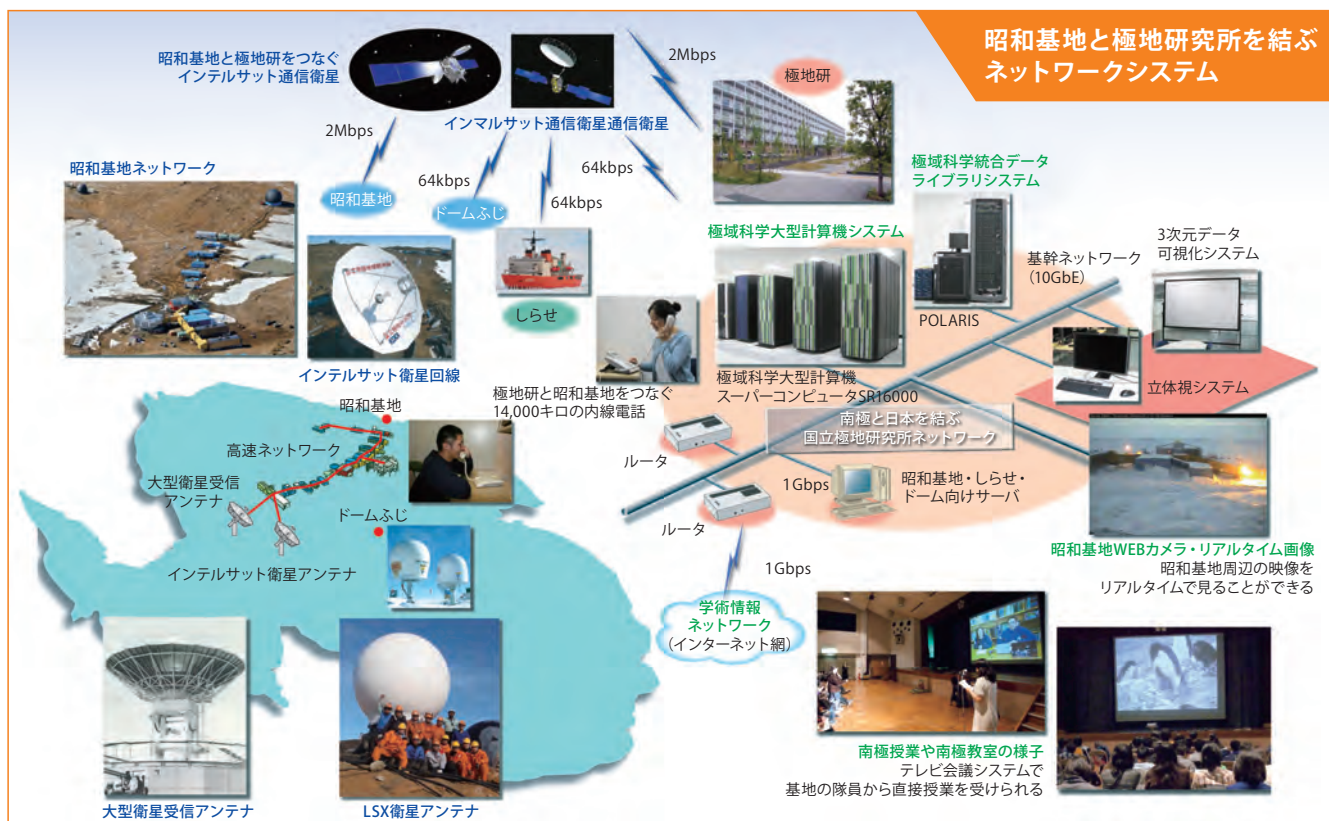 昭和基地と極地研究所を結ぶ
ネットワークシステム
昭和基地と極地研をつなぐ
インテルサット通信衛星
インマルサット通信衛星通信衛星
2Mbps
極地研
2Mbps
64kbps
64kbps
64kbps
昭和基地
ドームふじ
しらせ
昭和基地ネットワーク
インテルサット衛星回線
極地研と昭和基地をつなぐ
14,000キロの内線電話
極域科学統合データ
ライブラリシステム
POLARIS
極域科学大型計算機システム
極域科学大型計算機
スーパーコンピュータSR16000
基幹ネットワーク
（10GbE）
3次元データ
可視化システム
立体視システム
南極と日本を結ぶ
国立極地研究所ネットワーク
ルータ
1Gbps
昭和基地・しらせ・
ドーム向けサーバ
ルータ
1Gbps
学術情報
ネットワーク
（インターネット網）
昭和基地WEBカメラ・リアルタイム画像
昭和基地周辺の映像を
リアルタイムで見ることができる
昭和基地
高速ネットワーク
大型衛星受信
アンテナ
ドームふじ
インテルサット衛星アンテナ
大型衛星受信アンテナ
LSX衛星アンテナ
南極授業や南極教室の様子
テレビ会議システムで
基地の隊員から直接授業を受けられる